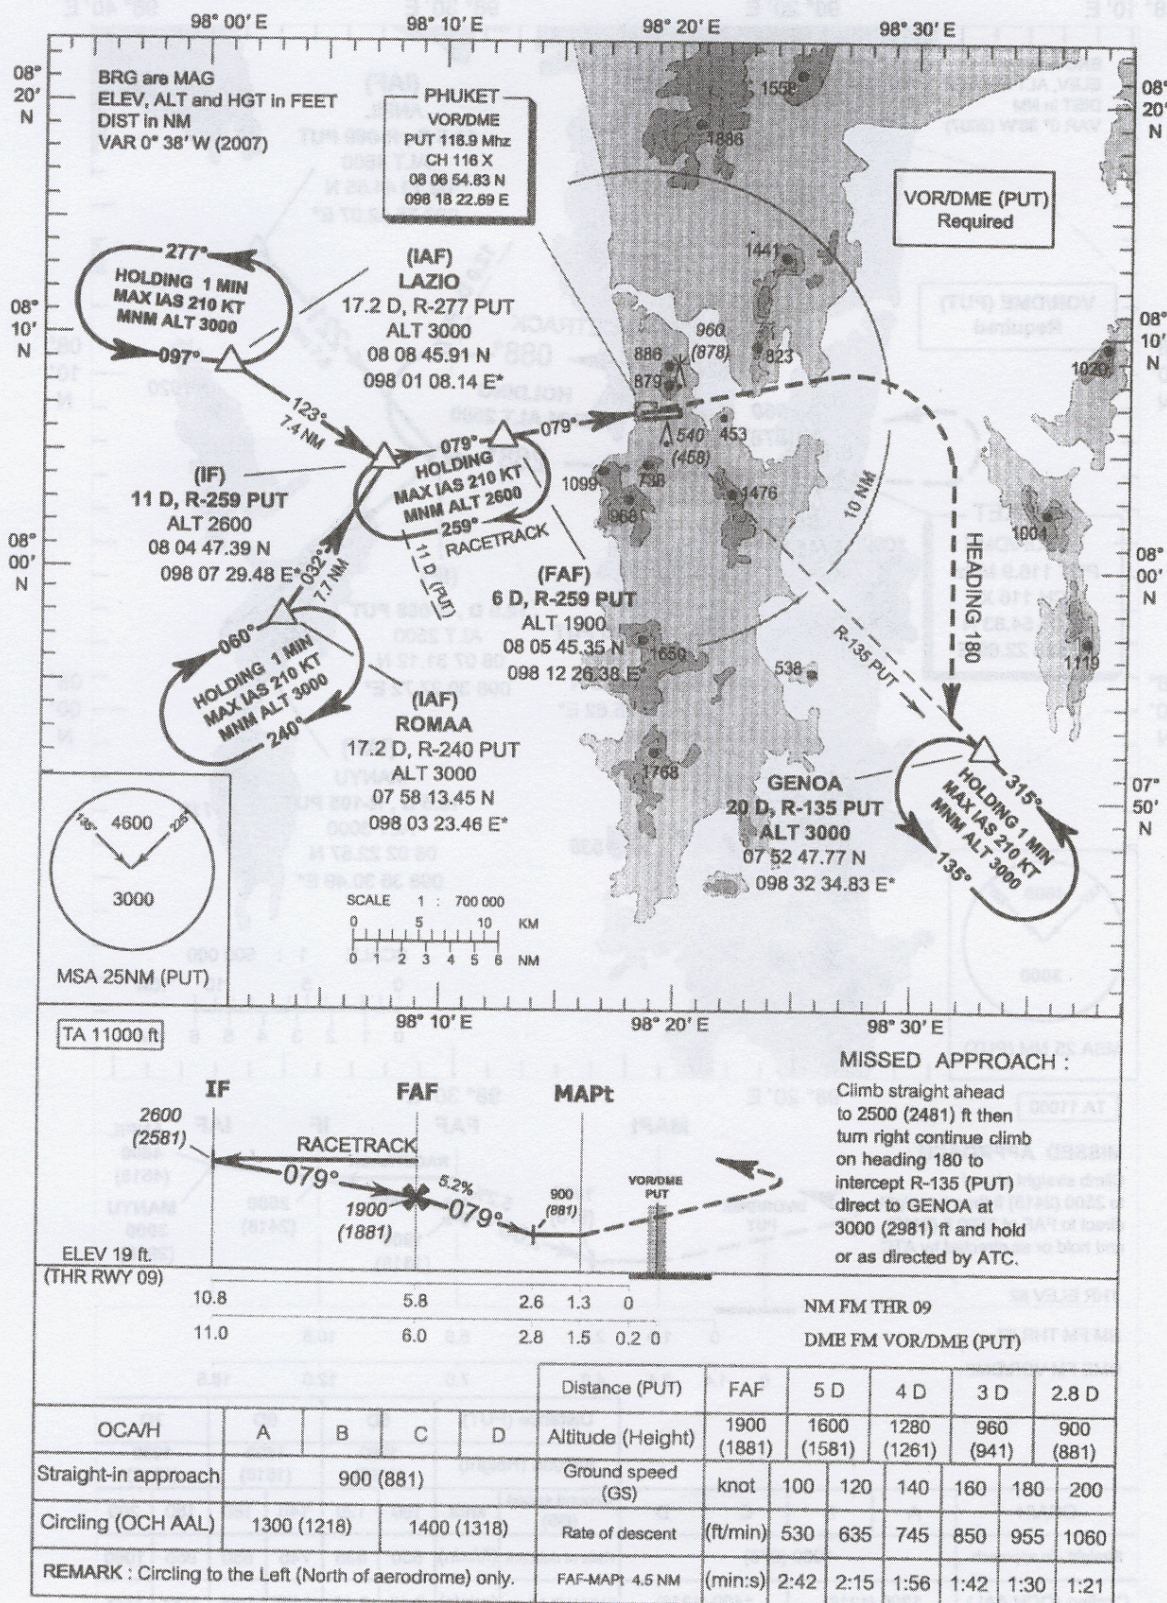 98° 00' E
98° 10' E
98° 20' E
98° 30' E
08°
20'
N
08°
20'
N
BRG are MAG
ELEV, ALT and HGT in FEET
DIST in NM
VAR 0° 38' W (2007)
PHUKET
VOR/DME
PUT 116.9 Mhz
CH 116 X
08 06 54.83 N
098 18 22.69 E
1558
1886
VOR/DME (PUT)
Required
277°
HOLDING 1 MIN
MAX IAS 210 KT
MNM ALT 3000
097°
(IAF)
LAZIO
17.2 D, R-277 PUT
ALT 3000
08 08 45.91 N
098 01 08.14 E*
1441
08°
10'
N
08°
10'
N
960
(878)
886
879
823
1020
123°
7.4 NM
079°
079°
540
(458)
453
HOLDING
MAX IAS 210 KT
MNM ALT 2600
259°
RACETRACK
11 D (PUT)
(IF)
11 D, R-259 PUT
ALT 2600
08 04 47.39 N
098 07 29.48 E*
1099
738
968
1476
10 NM
1004
08°
00'
N
08°
00'
N
032°
7.7 NM
(FAF)
6 D, R-259 PUT
ALT 1900
08 05 45.35 N
098 12 26.38 E*
HEADING 180
R-135 PUT
060°
HOLDING 1 MIN
MAX IAS 210 KT
MNM ALT 3000
240°
1650
538
1119
(IAF)
ROMAA
17.2 D, R-240 PUT
ALT 3000
07 58 13.45 N
098 03 23.46 E*
1768
GENOA
20 D, R-135 PUT
ALT 3000
07 52 47.77 N
098 32 34.83 E*
315°
HOLDING 1 MIN
MAX IAS 210 KT
MNM ALT 3000
135°
07°
50'
N
135°
225°
4600
3000
MSA 25NM (PUT)
SCALE 1 : 700 000
0 5 10 KM
0 1 2 3 4 5 6 NM
98° 10' E
98° 20' E
98° 30' E
TA 11000 ft
IF
FAF
MAPt
2600
(2581)
RACETRACK
079°
5.2%
1900
(1881)
079°
900
(881)
VOR/DME
PUT
MISSED APPROACH :
Climb straight ahead
to 2500 (2481) ft then
turn right continue climb
on heading 180 to
intercept R-135 (PUT)
direct to GENOA at
3000 (2981) ft and hold
or as directed by ATC.
ELEV 19 ft.
(THR RWY 09)
10.8 5.8 2.6 1.3 0 NM FM THR 09
11.0 6.0 2.8 1.5 0.2 0 DME FM VOR/DME (PUT)
Distance (PUT) FAF 5 D 4 D 3 D 2.8 D
Altitude (Height) 1900 (1881) 1600 (1581) 1280 (1261) 960 (941) 900 (881)
OCA/H A B C D
Straight-in approach 900 (881)
Circling (OCH AAL) 1300 (1218) 1400 (1318)
REMARK : Circling to the Left (North of aerodrome) only.
Ground speed (GS) knot 100 120 140 160 180 200
Rate of descent (ft/min) 530 635 745 850 955 1060
FAF-MAPt 4.5 NM (min:s) 2:42 2:15 1:56 1:42 1:30 1:21